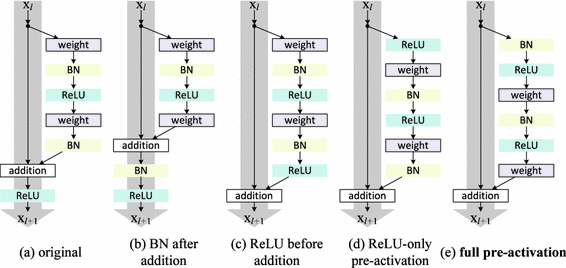 x_l
weight
BN
ReLU
weight
BN
addition
ReLU
x_{l+1}
(a) original
x_l
weight
BN
ReLU
weight
addition
BN
ReLU
x_{l+1}
(b) BN after
addition
x_l
weight
BN
ReLU
weight
BN
ReLU
addition
x_{l+1}
(c) ReLU before
addition
x_l
ReLU
weight
BN
ReLU
weight
BN
addition
x_{l+1}
(d) ReLU-only
pre-activation
x_l
BN
ReLU
weight
BN
ReLU
weight
addition
x_{l+1}
(e) full pre-activation